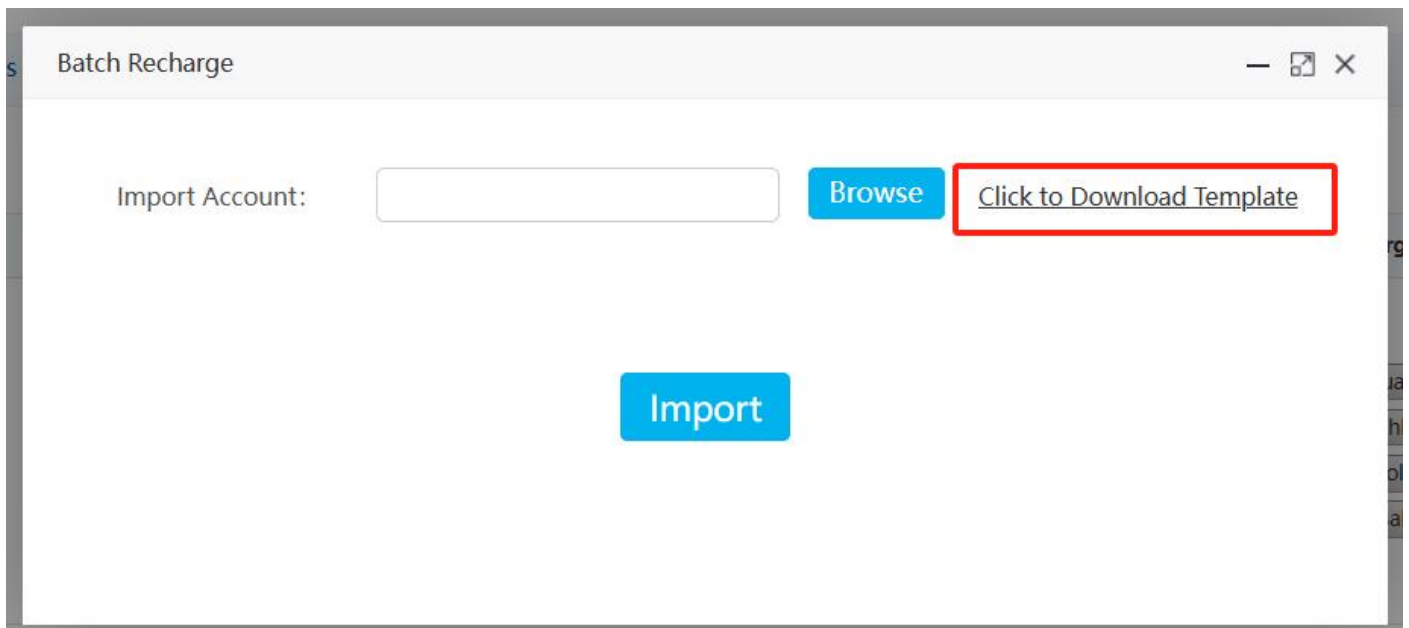 Batch Recharge
Import Account:
Browse
Click to Download Template
Import